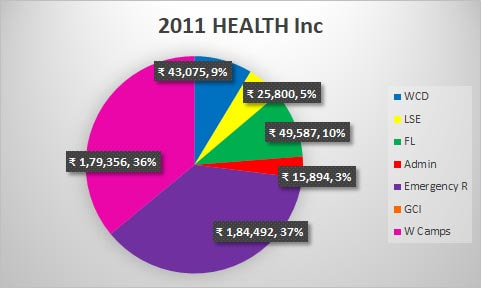 2011 HEALTH Inc
₹ 43,075, 9%
₹ 25,800, 5%
₹ 49,587, 10%
₹ 15,894, 3%
₹ 1,84,492, 37%
₹ 1,79,356, 36%
WCD
LSE
FL
Admin
Emergency R
GCI
W Camps